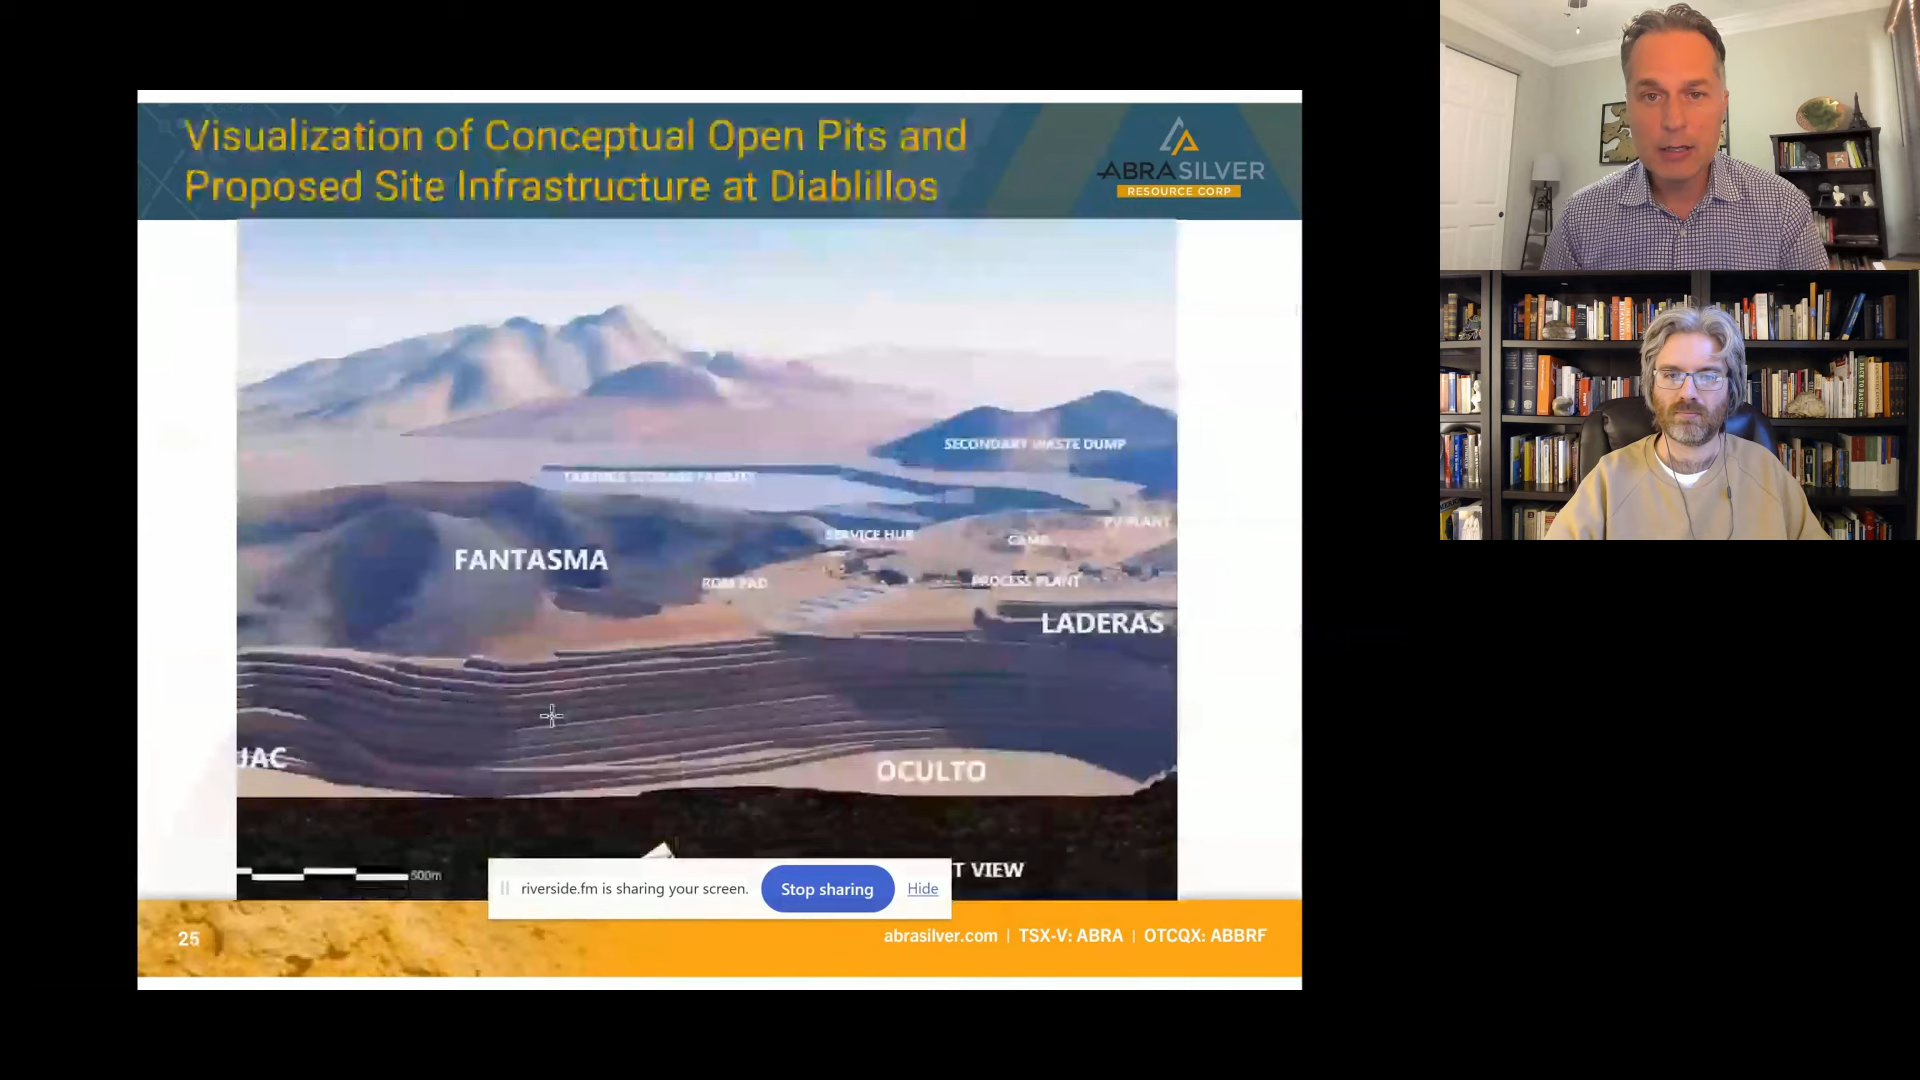 Visualization of Conceptual Open Pits and
Proposed Site Infrastructure at Diablillos
ABRASILVER
RESOURCE CORP
SECONDARY WASTE DUMP
TAILINGS STORAGE FACILITY
PV PLANT
SERVICE HUB
CAMP
FANTASMA
ROM PAD
PROCESS PLANT
LADERAS
JAC
OCULTO
500m
T VIEW
riverside.fm is sharing your screen.
Stop sharing
Hide
25
abrasilver.com | TSX-V: ABRA | OTCQX: ABBRF